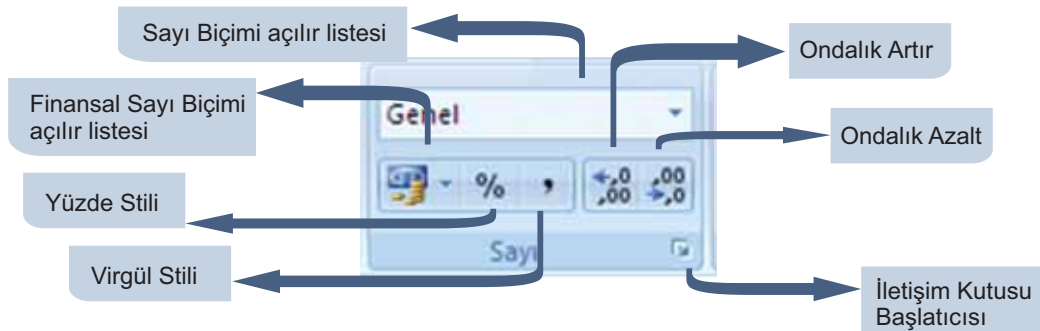 Sayı Biçimi açılır listesi
Ondalık Artır
Finansal Sayı Biçimi
açılır listesi
Genel
Ondalık Azalt
% , ,0 ,00
,00 ,0
Yüzde Stili
Sayı
Virgül Stili
İletişim Kutusu
Başlatıcısı